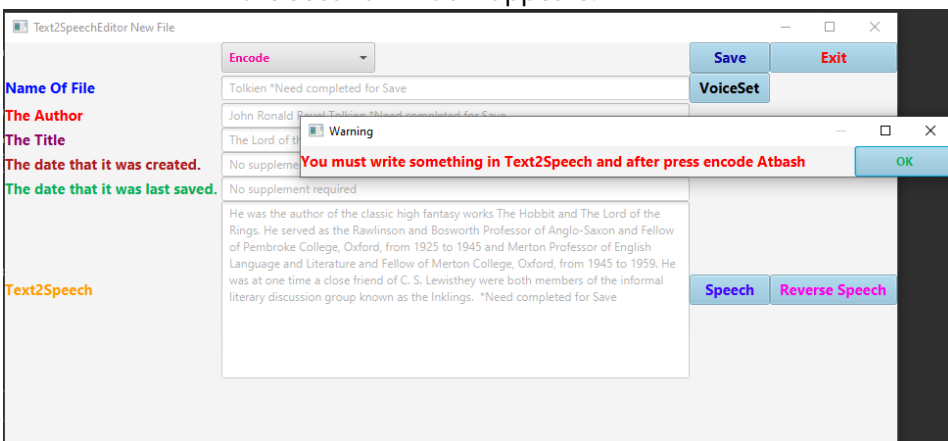 Text2SpeechEditor New File
Encode Save Exit
Name Of File Tolkien *Need completed for Save VoiceSet
The Author John Ronald Reuel Tolkien *Need completed for Save
Warning
The Title The Lord of th
You must write something in Text2Speech and after press encode Atbash OK
The date that it was created. No suppleme
The date that it was last saved. No supplement required
He was the author of the classic high fantasy works The Hobbit and The Lord of the
Rings. He served as the Rawlinson and Bosworth Professor of Anglo-Saxon and Fellow
of Pembroke College, Oxford, from 1925 to 1945 and Merton Professor of English
Language and Literature and Fellow of Merton College, Oxford, from 1945 to 1959. He
was at one time a close friend of C. S. Lewisthey were both members of the informal
literary discussion group known as the Inklings. *Need completed for Save
Text2Speech Speech Reverse Speech